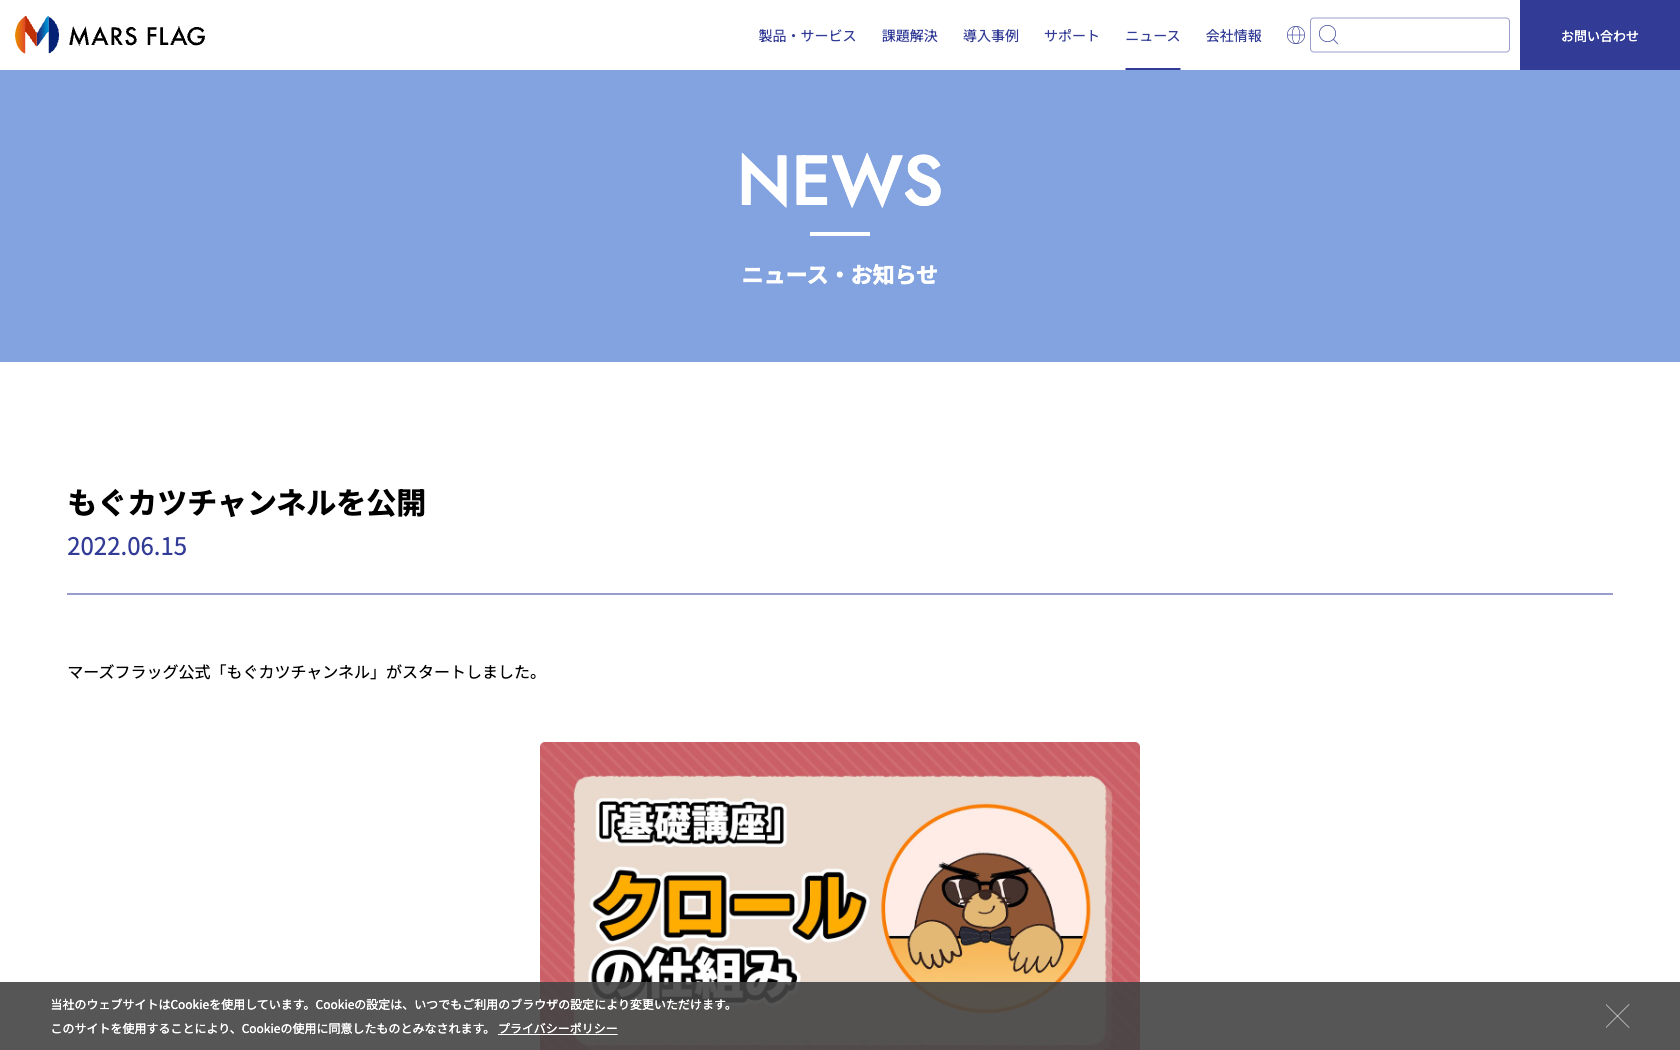 MARS FLAG
製品・サービス
課題解決
導入事例
サポート
ニュース
会社情報
お問い合わせ
NEWS
ニュース・お知らせ
もぐカツチャンネルを公開
2022.06.15
マーズフラッグ公式「もぐカツチャンネル」がスタートしました。
「基礎講座」
クロール
の仕組み
当社のウェブサイトはCookieを使用しています。Cookieの設定は、いつでもご利用のブラウザの設定により変更いただけます。
このサイトを使用することにより、Cookieの使用に同意したものとみなされます。 プライバシーポリシー